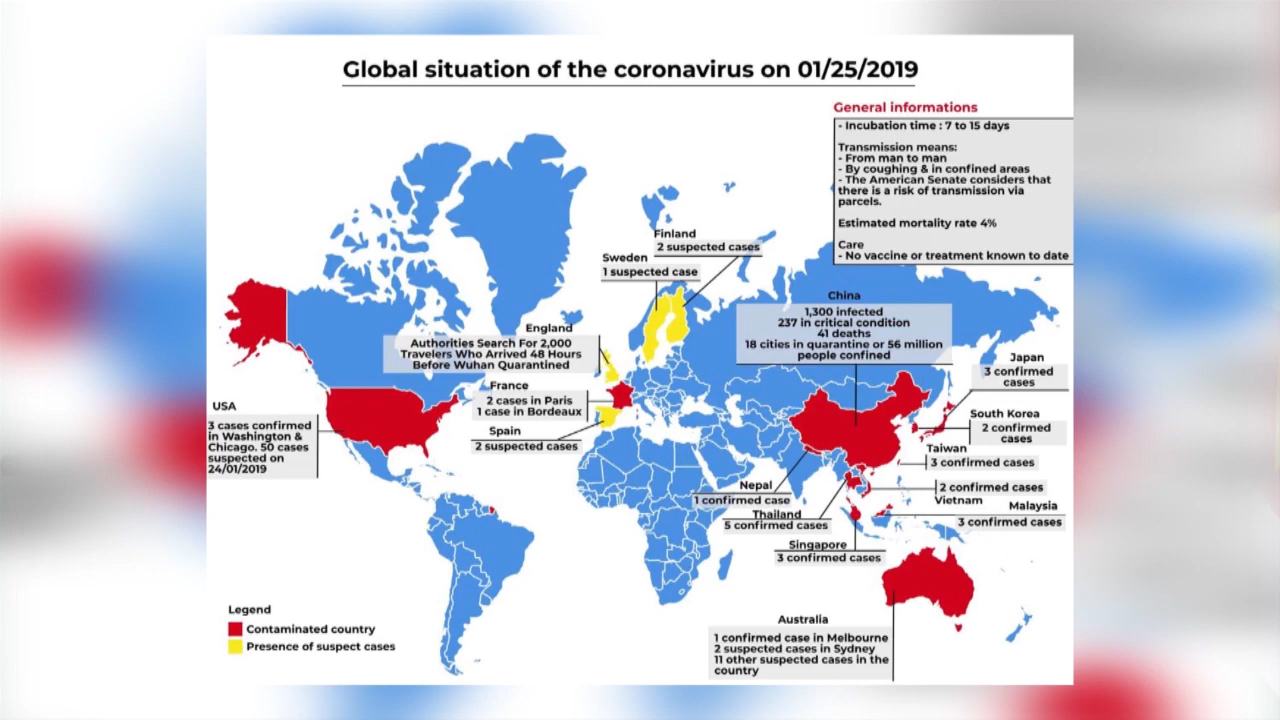 Global situation of the coronavirus on 01/25/2019
General informations
- Incubation time : 7 to 15 days
Transmission means:
- From man to man
- By coughing & in confined areas
- The American Senate considers that
there is a risk of transmission via
parcels.
Estimated mortality rate 4%
Care
- No vaccine or treatment known to date
Finland
2 suspected cases
Sweden
1 suspected case
China
1,300 infected
237 in critical condition
41 deaths
18 cities in quarantine or 56 million
people confined
England
Authorities Search For 2,000
Travelers Who Arrived 48 Hours
Before Wuhan Quarantined
France
2 cases in Paris
1 case in Bordeaux
Spain
2 suspected cases
USA
3 cases confirmed
in Washington &
Chicago. 50 cases
suspected on
24/01/2019
Japan
3 confirmed
cases
South Korea
2 confirmed
cases
Taiwan
3 confirmed cases
2 confirmed cases
Vietnam
Malaysia
3 confirmed cases
Nepal
1 confirmed case
Thailand
5 confirmed cases
Singapore
3 confirmed cases
Australia
1 confirmed case in Melbourne
2 suspected cases in Sydney
11 other suspected cases in the
country
Legend
Contaminated country
Presence of suspect cases